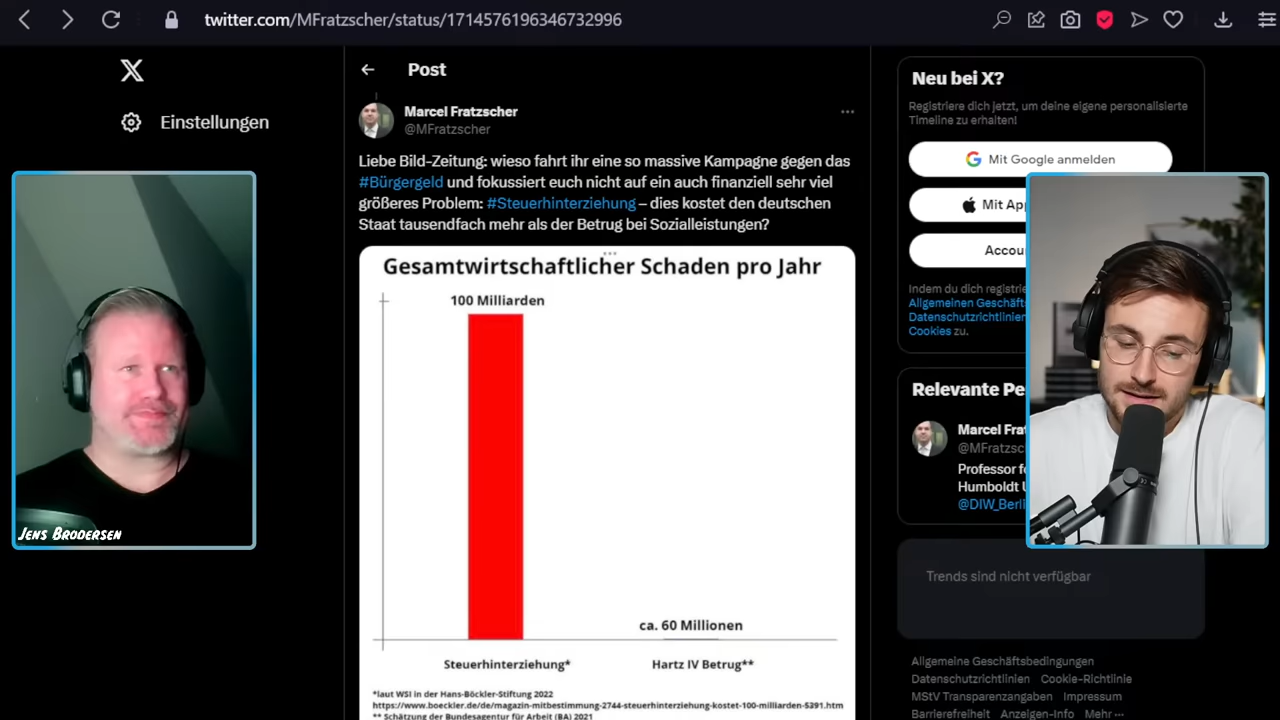 twitter.com/MFratzscher/status/1714576196346732996
Einstellungen
Post
Marcel Fratzscher
@MFratzscher
Liebe Bild-Zeitung: wieso fahrt ihr eine so massive Kampagne gegen das
#Bürgergeld und fokussiert euch nicht auf ein auch finanziell sehr viel
größeres Problem: #Steuerhinterziehung – dies kostet den deutschen
Staat tausendfach mehr als der Betrug bei Sozialleistungen?
Gesamtwirtschaftlicher Schaden pro Jahr
100 Milliarden
ca. 60 Millionen
Steuerhinterziehung*
Hartz IV Betrug**
*laut WSI in der Hans-Böckler-Stiftung 2022
https://www.boeckler.de/de/magazin-mitbestimmung-2744-steuerhinterziehung-kostet-100-milliarden-5391.htm
** Schätzung der Bundesagentur für Arbeit (BA) 2021
Neu bei X?
Registriere dich jetzt, um deine eigene personalisierte
Timeline zu erhalten!
Mit Google anmelden
Mit App
Accou
Indem du dich registrie
Allgemeinen Geschäfts
Datenschutzrichtlinien
Cookies zu.
Relevante Pe
Marcel Frat
@MFratzsc
Professor f
Humboldt U
@DIW_Berli
Trends sind nicht verfügbar
Allgemeine Geschäftsbedingungen
Datenschutzrichtlinien Cookie-Richtlinie
MStV Transparenzangaben Impressum
Barrierefreiheit Anzeigen-Info Mehr ···
Jens Brodersen